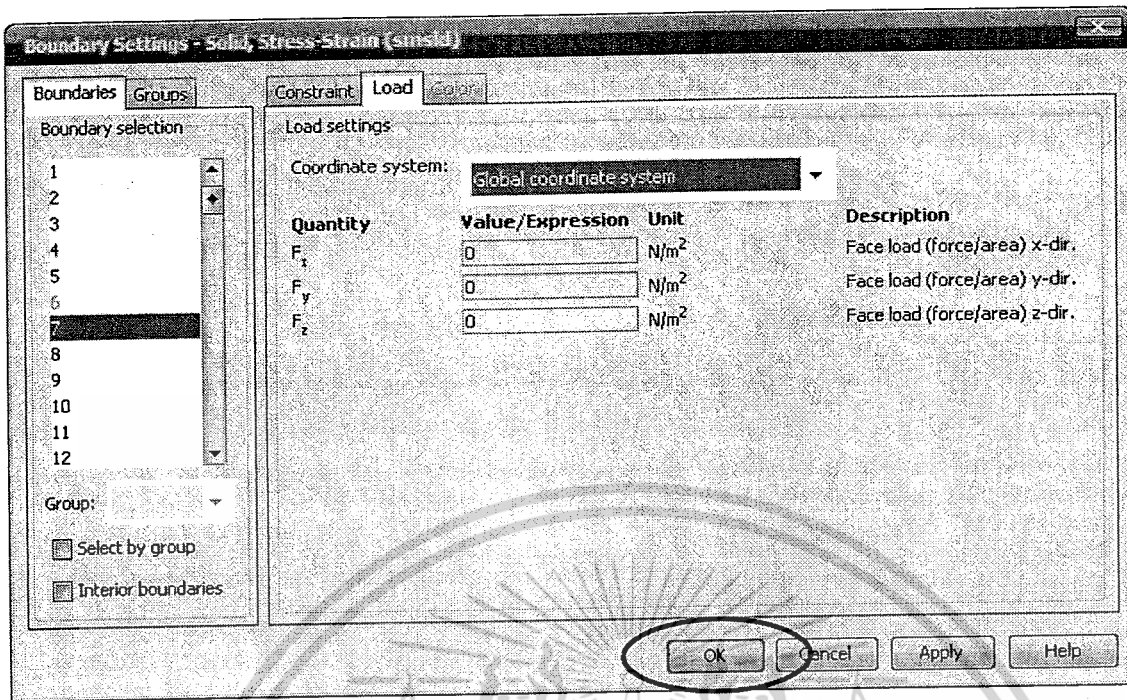 Boundary Settings - Solid, Stress-Strain (smsld)
Boundaries Groups
Constraint Load Color
Boundary selection
1
2
3
4
5
6
7
8
9
10
11
12
Group:
Select by group
Interior boundaries
Load settings
Coordinate system: Global coordinate system
Quantity Value/Expression Unit Description
Fx 0 N/m² Face load (force/area) x-dir.
Fy 0 N/m² Face load (force/area) y-dir.
Fz 0 N/m² Face load (force/area) z-dir.
OK Cancel Apply Help